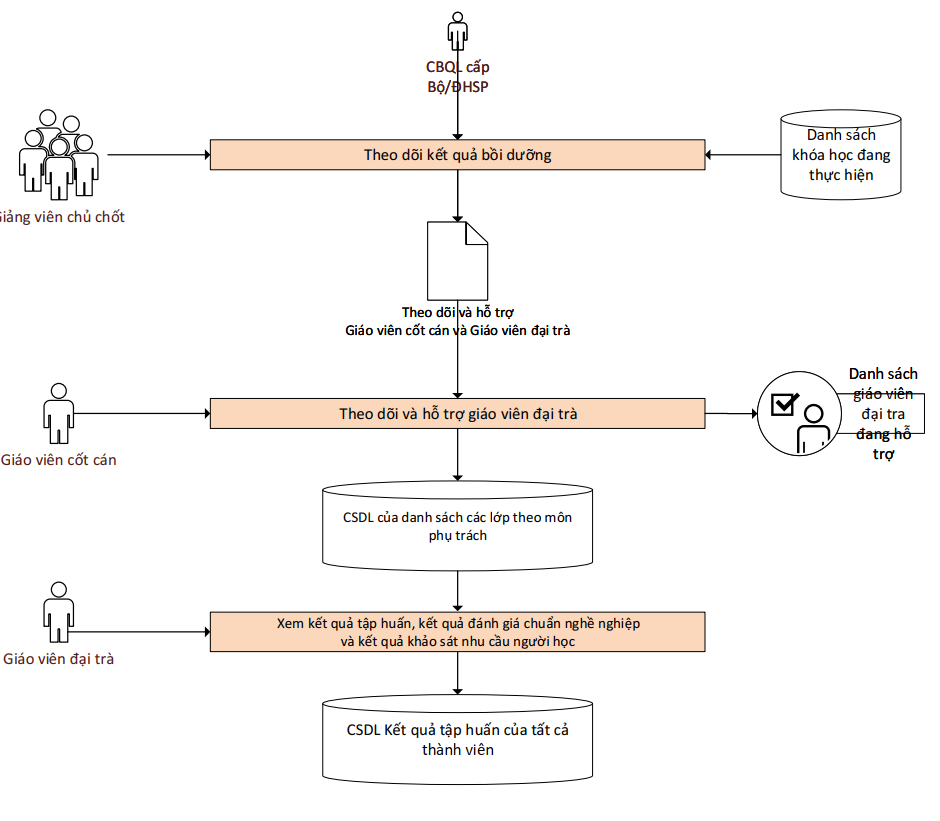 CBQL cấp
Bộ/ĐHSP
Theo dõi kết quả bồi dưỡng
Danh sách
khóa học đang
thực hiện
Giảng viên chủ chốt
Theo dõi và hỗ trợ
Giáo viên cốt cán và Giáo viên đại trà
Giáo viên cốt cán
Theo dõi và hỗ trợ giáo viên đại trà
Danh sách
giáo viên
đại tra
đang hỗ
trợ
CSDL của danh sách các lớp theo môn
phụ trách
Giáo viên đại trà
Xem kết quả tập huấn, kết quả đánh giá chuẩn nghề nghiệp
và kết quả khảo sát nhu cầu người học
CSDL Kết quả tập huấn của tất cả
thành viên